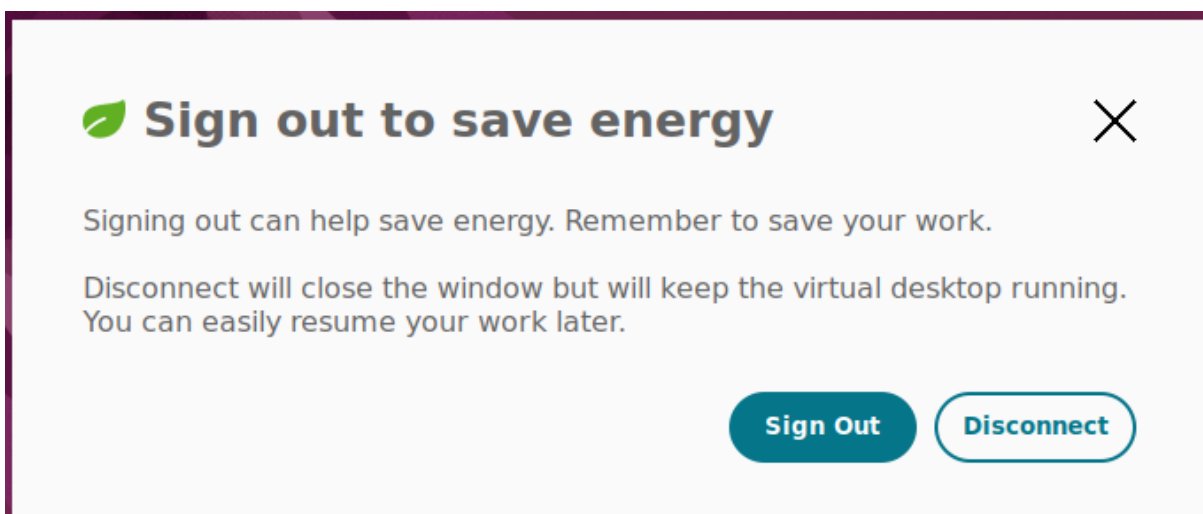 Sign out to save energy
Signing out can help save energy. Remember to save your work.
Disconnect will close the window but will keep the virtual desktop running.
You can easily resume your work later.
Sign Out
Disconnect